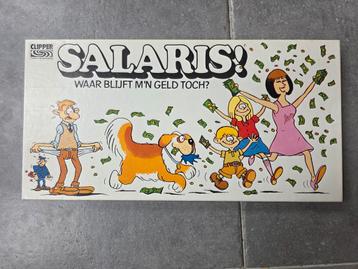 CLIPPER
SALARIS!
WAAR BLIJFT M'N GELD TOCH?